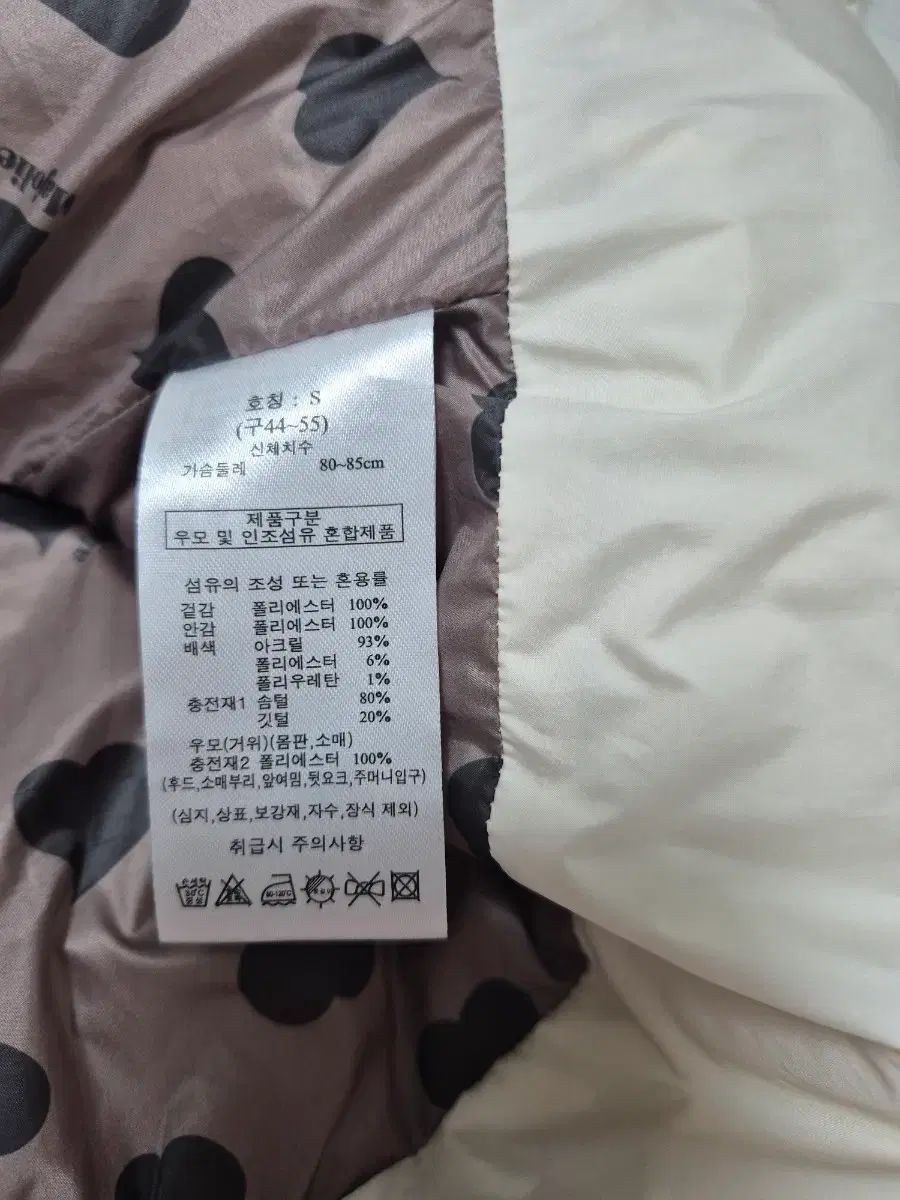 호칭 : S
(구44~55)
신체치수
가슴둘레 80~85cm
제품구분
우모 및 인조섬유 혼합제품
섬유의 조성 또는 혼용률
겉감 폴리에스터 100%
안감 폴리에스터 100%
배색 아크릴 93%
폴리에스터 6%
폴리우레탄 1%
충전재1 솜털 80%
깃털 20%
우모(거위)(몸판,소매)
충전재2 폴리에스터 100%
(후드,소매부리,앞여밈,뒷요크,주머니입구)
(심지,상표,보강재,자수,장식 제외)
취급시 주의사항